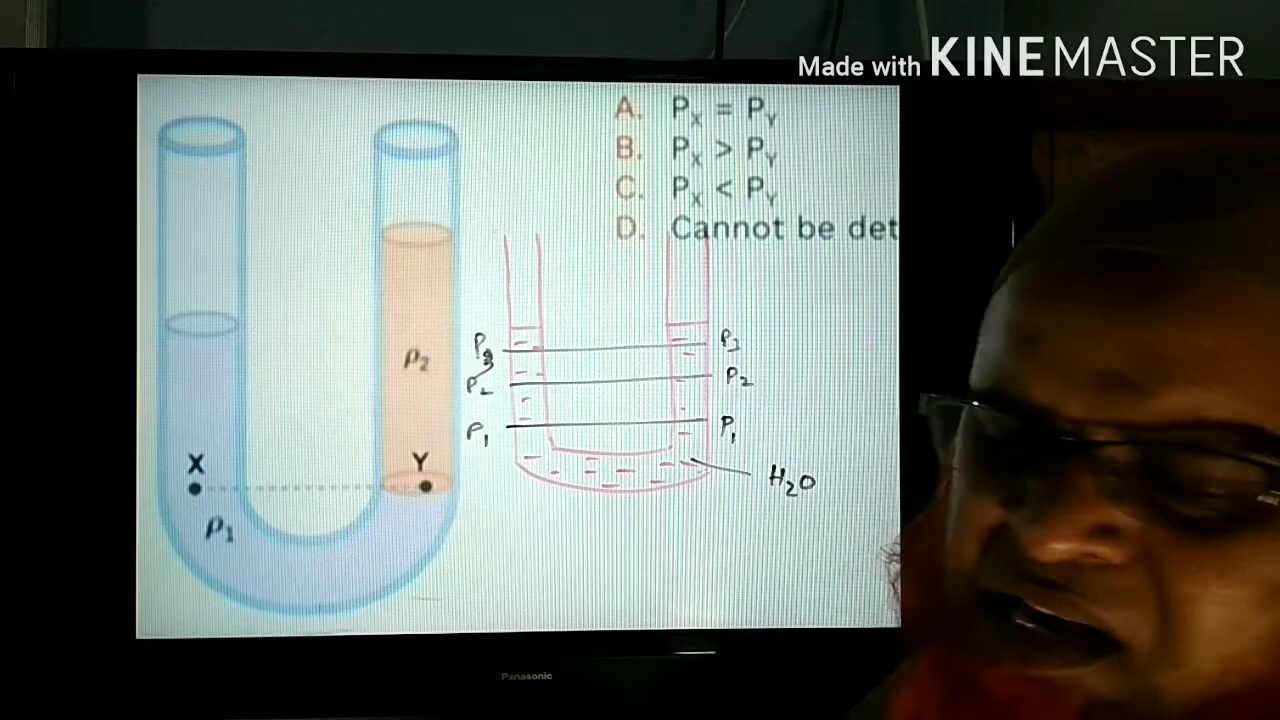 Made with KINEMASTER
A. Px = PY
B. Px > PY
C. Px < PY
D. Cannot be det
ρ2
X
Y
ρ1
P3 P3
P2 P2
P1 P1
H2O
Panasonic